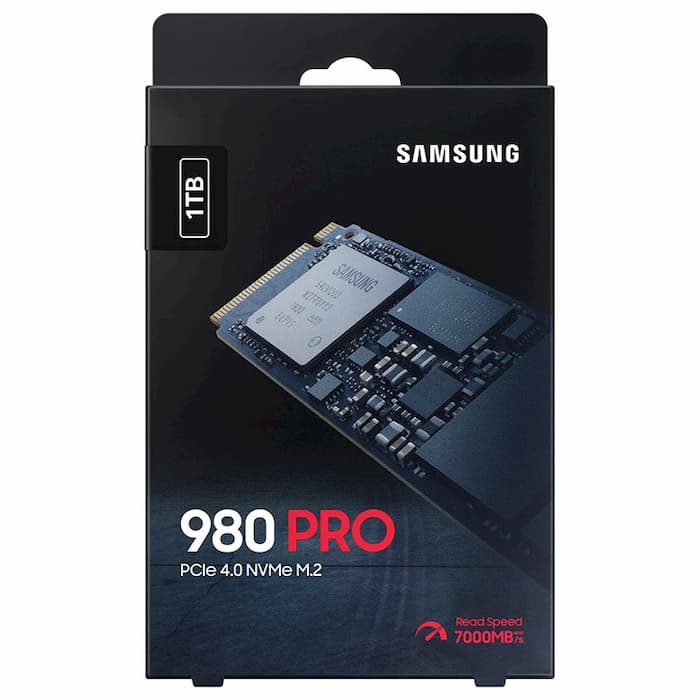 SAMSUNG
1TB
SAMSUNG
980 PRO
PCIe 4.0 NVMe M.2
Read Speed
7000MB/s